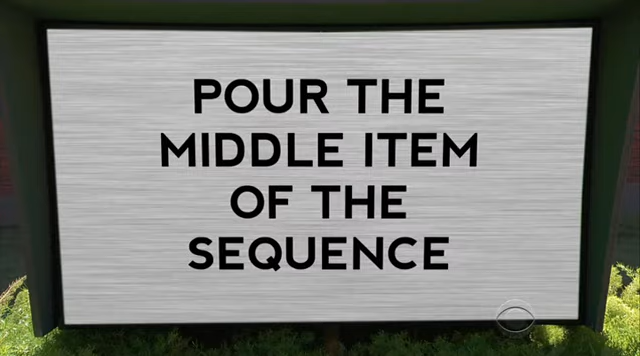 POUR THE
MIDDLE ITEM
OF THE
SEQUENCE